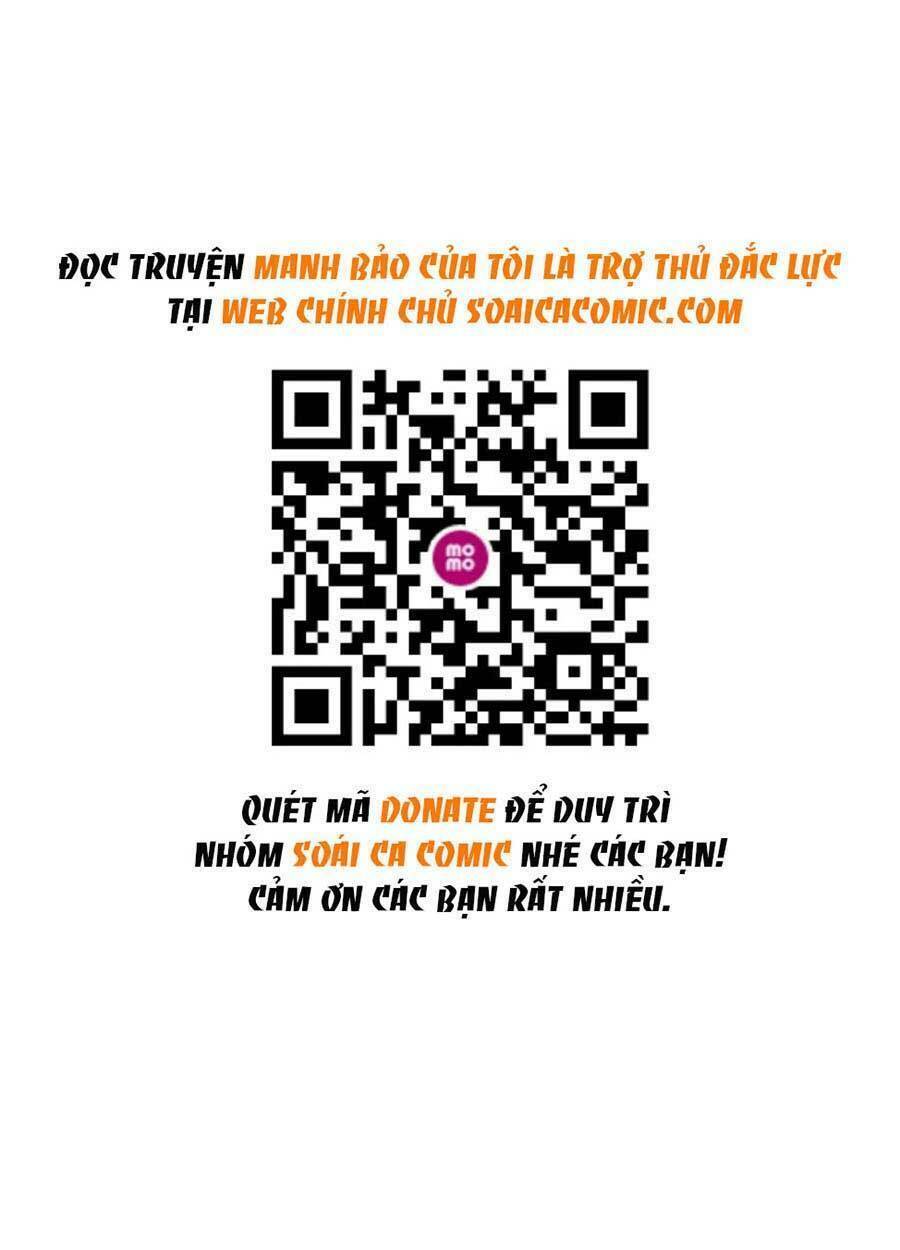 ĐỌC TRUYỆN MANH BẢO CỦA TÔI LÀ TRỢ THỦ ĐẮC LỰC
TẠI WEB CHÍNH CHỦ SOAICACOMIC.COM
mo
mo
QUÉT MÃ DONATE ĐỂ DUY TRÌ
NHÓM SOÁI CA COMIC NHÉ CÁC BẠN!
CẢM ƠN CÁC BẠN RẤT NHIỀU.